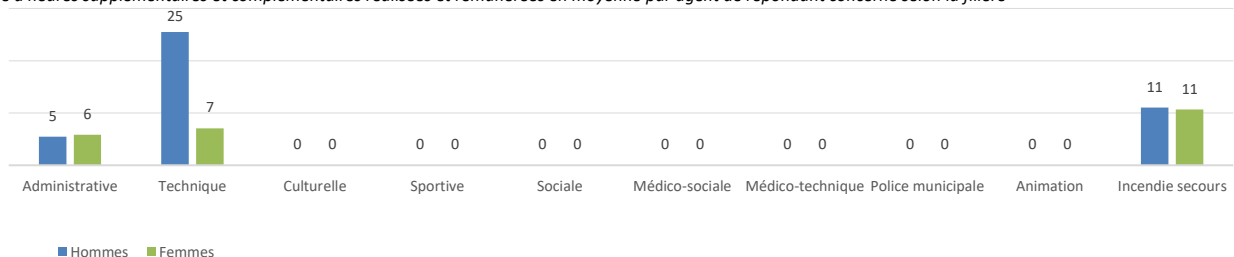 d'heures supplémentaires et complémentaires réalisées et rémunérées en moyenne par agent de répondant concerné selon la filière
25
5 6 7 0 0 0 0 0 0 0 0 0 0 0 0 0 0 11 11
Administrative Technique Culturelle Sportive Sociale Médico-sociale Médico-technique Police municipale Animation Incendie secours
Hommes Femmes